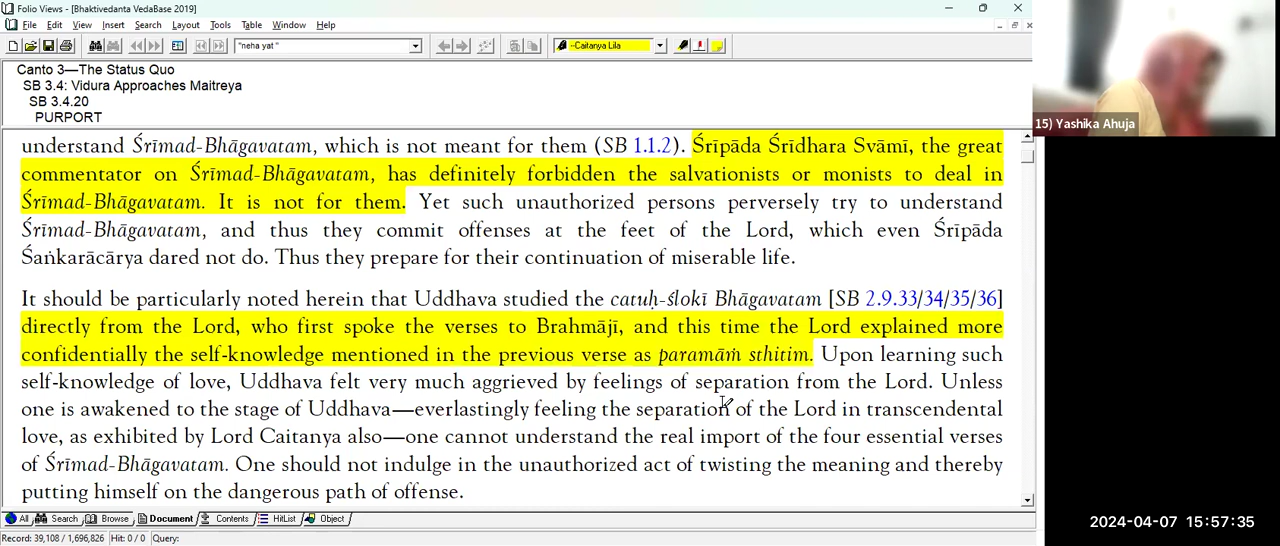 Folio Views - [Bhaktivedanta VedaBase 2019]
File Edit View Insert Search Layout Tools Table Window Help
"neha yat "
~Caitanya Lila
Canto 3—The Status Quo
SB 3.4: Vidura Approaches Maitreya
SB 3.4.20
PURPORT
understand Śrīmad-Bhāgavatam, which is not meant for them (SB 1.1.2). Śrīpāda Śrīdhara Svāmī, the great
commentator on Śrīmad-Bhāgavatam, has definitely forbidden the salvationists or monists to deal in
Śrīmad-Bhāgavatam. It is not for them. Yet such unauthorized persons perversely try to understand
Śrīmad-Bhāgavatam, and thus they commit offenses at the feet of the Lord, which even Śrīpāda
Śaṅkarācārya dared not do. Thus they prepare for their continuation of miserable life.
It should be particularly noted herein that Uddhava studied the catuḥ-ślokī Bhāgavatam [SB 2.9.33/34/35/36]
directly from the Lord, who first spoke the verses to Brahmājī, and this time the Lord explained more
confidentially the self-knowledge mentioned in the previous verse as paramāṁ sthitim. Upon learning such
self-knowledge of love, Uddhava felt very much aggrieved by feelings of separation from the Lord. Unless
one is awakened to the stage of Uddhava—everlastingly feeling the separation of the Lord in transcendental
love, as exhibited by Lord Caitanya also—one cannot understand the real import of the four essential verses
of Śrīmad-Bhāgavatam. One should not indulge in the unauthorized act of twisting the meaning and thereby
putting himself on the dangerous path of offense.
All Search Browse Document Contents HitList Object
Record: 39,108 / 1,696,826 Hit: 0 / 0 Query:
15) Yashika Ahuja
2024-04-07 15:57:35